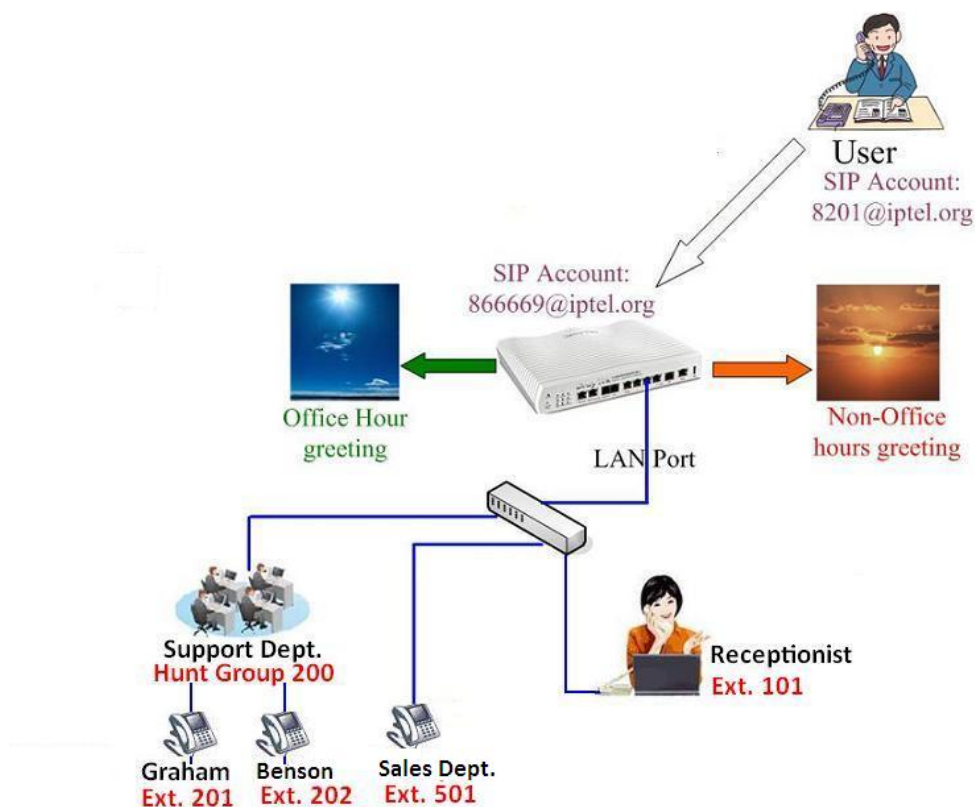 User
SIP Account:
8201@iptel.org
SIP Account:
866669@iptel.org
Office Hour
greeting
Non-Office
hours greeting
LAN Port
Support Dept.
Hunt Group 200
Receptionist
Ext. 101
Graham
Ext. 201
Benson
Ext. 202
Sales Dept.
Ext. 501